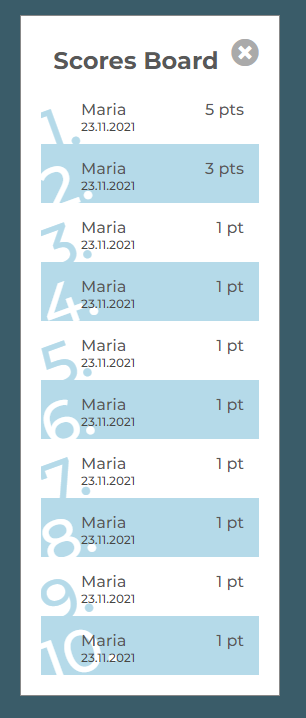 Scores Board
1. Maria 5 pts
23.11.2021
2. Maria 3 pts
23.11.2021
3. Maria 1 pt
23.11.2021
4. Maria 1 pt
23.11.2021
5. Maria 1 pt
23.11.2021
6. Maria 1 pt
23.11.2021
7. Maria 1 pt
23.11.2021
8. Maria 1 pt
23.11.2021
9. Maria 1 pt
23.11.2021
10 Maria 1 pt
23.11.2021